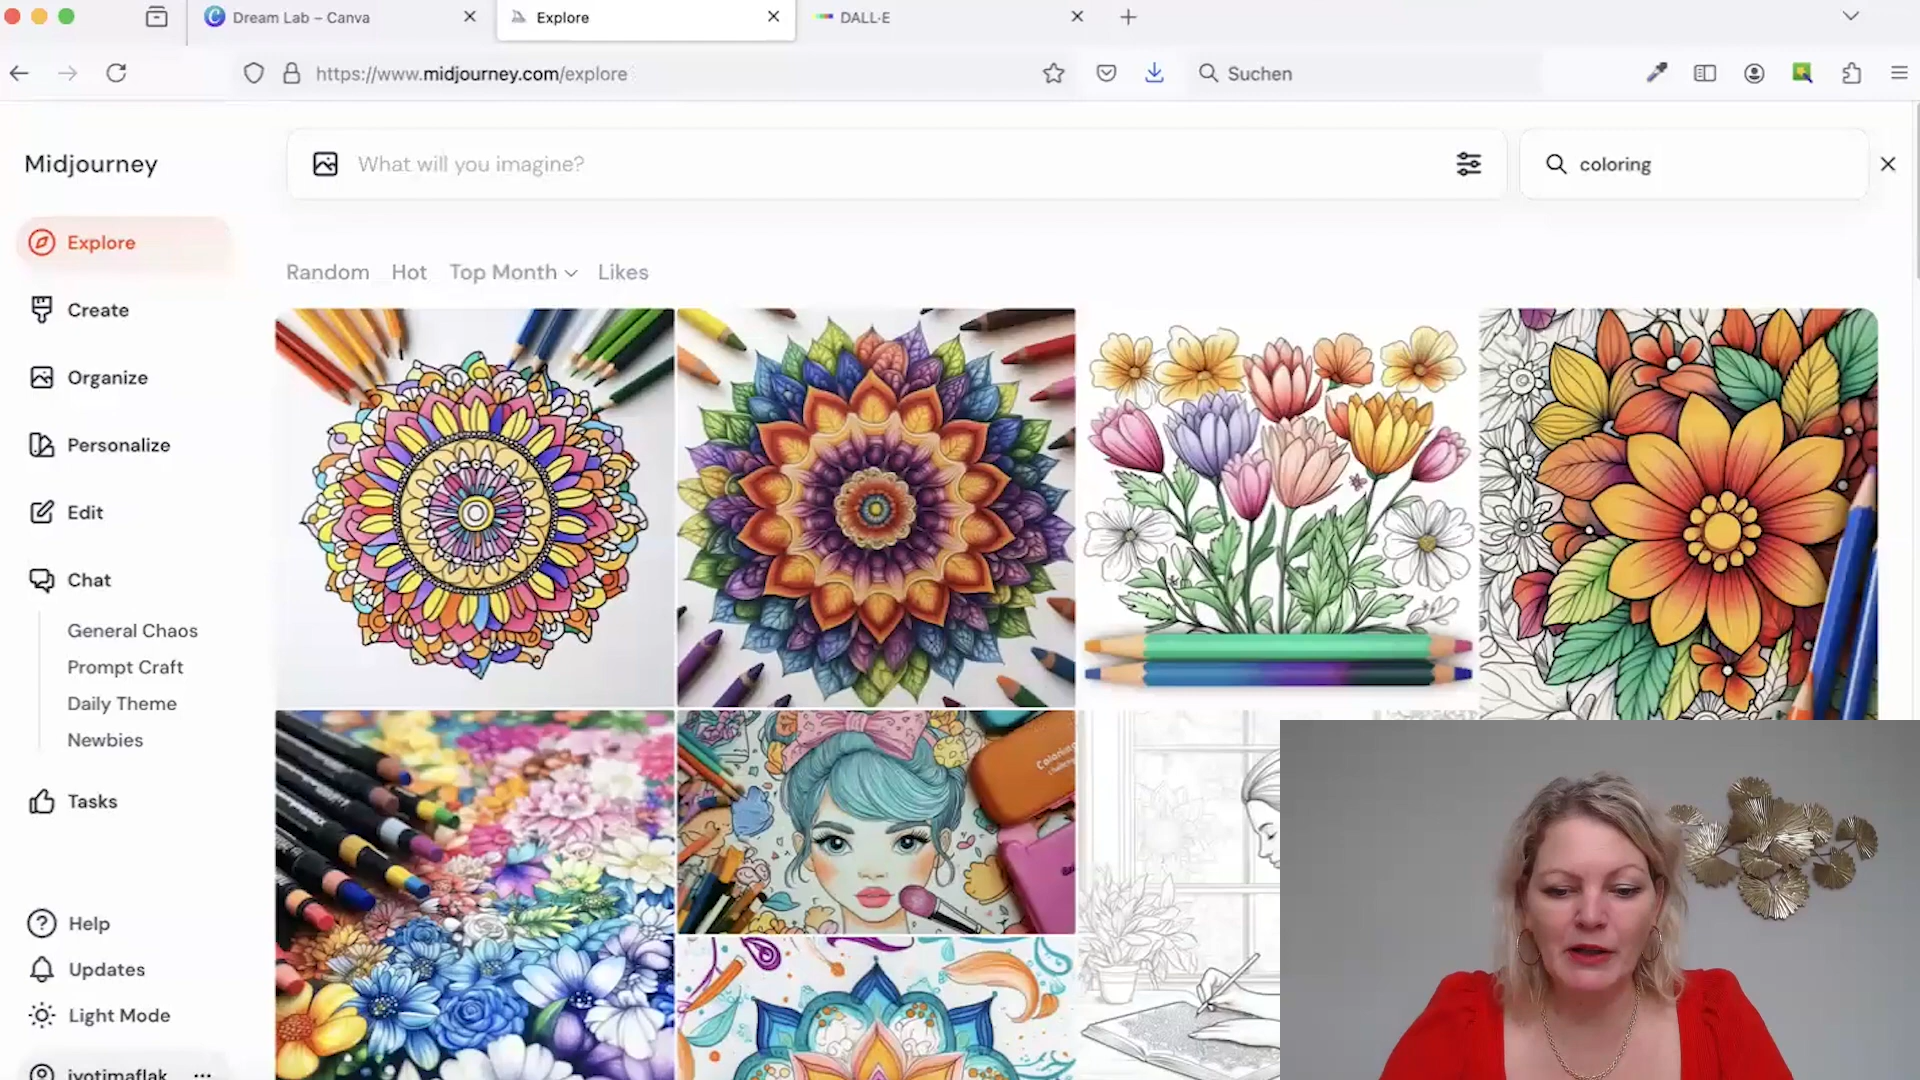 Dream Lab – Canva
Explore
DALL·E
https://www.midjourney.com/explore
Suchen
Midjourney
What will you imagine?
coloring
Explore
Random Hot Top Month Likes
Create
Organize
Personalize
Edit
Chat
General Chaos
Prompt Craft
Daily Theme
Newbies
Tasks
Help
Updates
Light Mode
jyotimaflak ...